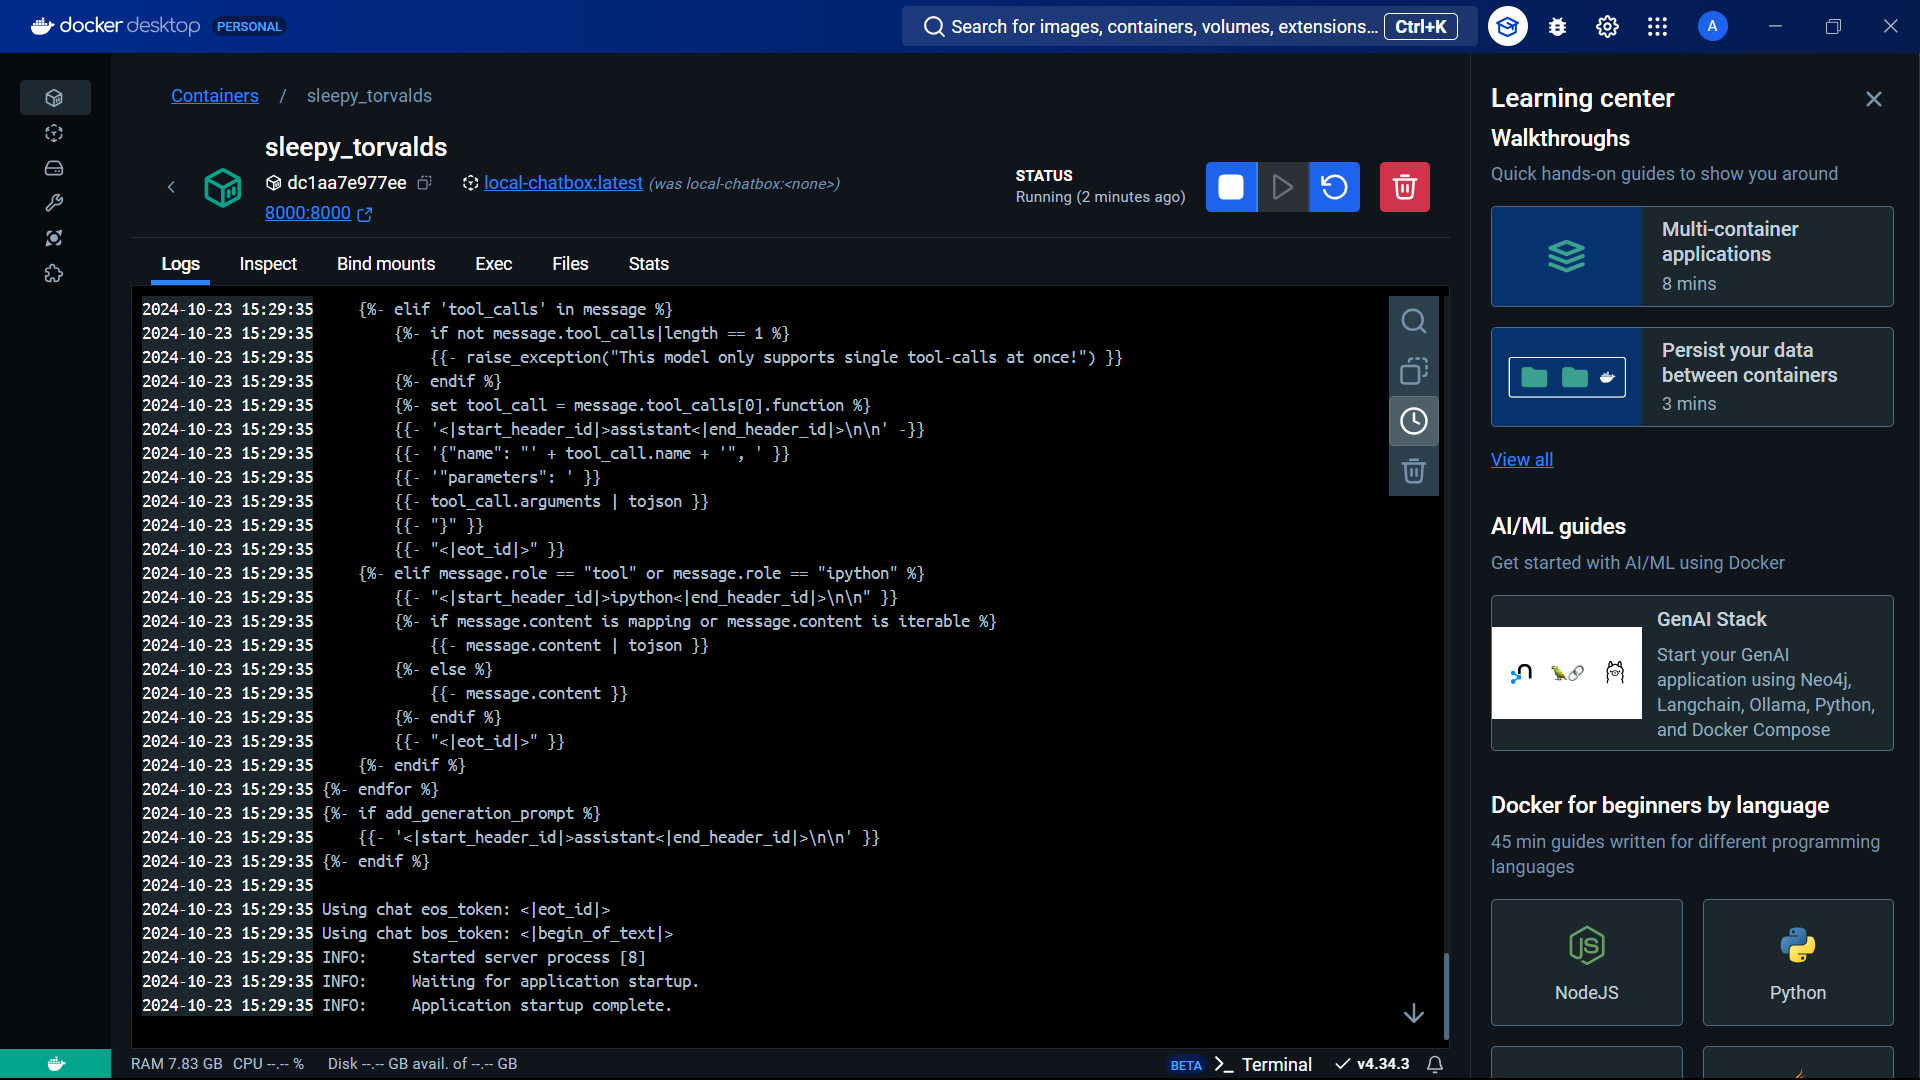 docker desktop PERSONAL
Search for images, containers, volumes, extensions... Ctrl+K
A
Containers / sleepy_torvalds
sleepy_torvalds
dc1aa7e977ee local-chatbox:latest (was local-chatbox:<none>)
8000:8000
STATUS
Running (2 minutes ago)
Logs Inspect Bind mounts Exec Files Stats
2024-10-23 15:29:35     {%- elif 'tool_calls' in message %}
2024-10-23 15:29:35         {%- if not message.tool_calls|length == 1 %}
2024-10-23 15:29:35             {{- raise_exception("This model only supports single tool-calls at once!") }}
2024-10-23 15:29:35         {%- endif %}
2024-10-23 15:29:35         {%- set tool_call = message.tool_calls[0].function %}
2024-10-23 15:29:35         {{- '<|start_header_id|>assistant<|end_header_id|>\n\n' -}}
2024-10-23 15:29:35         {{- '{"name": "' + tool_call.name + '", ' }}
2024-10-23 15:29:35         {{- '"parameters": ' }}
2024-10-23 15:29:35         {{- tool_call.arguments | tojson }}
2024-10-23 15:29:35         {{- "}" }}
2024-10-23 15:29:35         {{- "<|eot_id|>" }}
2024-10-23 15:29:35     {%- elif message.role == "tool" or message.role == "ipython" %}
2024-10-23 15:29:35         {{- "<|start_header_id|>ipython<|end_header_id|>\n\n" }}
2024-10-23 15:29:35         {%- if message.content is mapping or message.content is iterable %}
2024-10-23 15:29:35             {{- message.content | tojson }}
2024-10-23 15:29:35         {%- else %}
2024-10-23 15:29:35             {{- message.content }}
2024-10-23 15:29:35         {%- endif %}
2024-10-23 15:29:35         {{- "<|eot_id|>" }}
2024-10-23 15:29:35     {%- endif %}
2024-10-23 15:29:35 {%- endfor %}
2024-10-23 15:29:35 {%- if add_generation_prompt %}
2024-10-23 15:29:35     {{- '<|start_header_id|>assistant<|end_header_id|>\n\n' }}
2024-10-23 15:29:35 {%- endif %}
2024-10-23 15:29:35
2024-10-23 15:29:35 Using chat eos_token: <|eot_id|>
2024-10-23 15:29:35 Using chat bos_token: <|begin_of_text|>
2024-10-23 15:29:35 INFO:     Started server process [8]
2024-10-23 15:29:35 INFO:     Waiting for application startup.
2024-10-23 15:29:35 INFO:     Application startup complete.
Learning center
Walkthroughs
Quick hands-on guides to show you around
Multi-container
applications
8 mins
Persist your data
between containers
3 mins
View all
AI/ML guides
Get started with AI/ML using Docker
GenAI Stack
Start your GenAI
application using Neo4j,
Langchain, Ollama, Python,
and Docker Compose
Docker for beginners by language
45 min guides written for different programming
languages
JS
NodeJS
Python
RAM 7.83 GB CPU --.-- % Disk --.-- GB avail. of --.-- GB
BETA Terminal v4.34.3